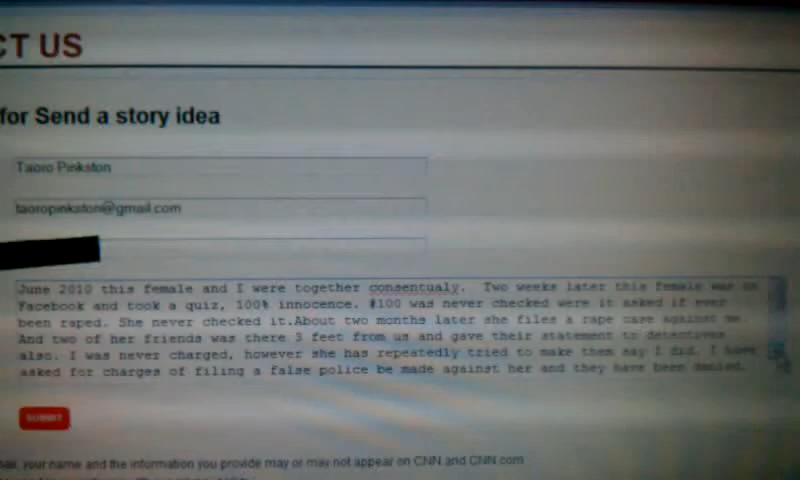 CT US
for Send a story idea
Taoro Pinkston
taoropinkston@gmail.com
June 2010 this female and I were together consentualy. Two weeks later this female was on
Facebook and took a quiz, 100% innocence. #100 was never checked were it asked if ever
been raped. She never checked it.About two months later she files a rape case against me.
And two of her friends was there 3 feet from us and gave their statement to detectives
also. I was never charged, however she has repeatedly tried to make them say I did. I have
asked for charges of filing a false police be made against her and they have been denied.
SUBMIT
your name and the information you provide may or may not appear on CNN and CNN.com